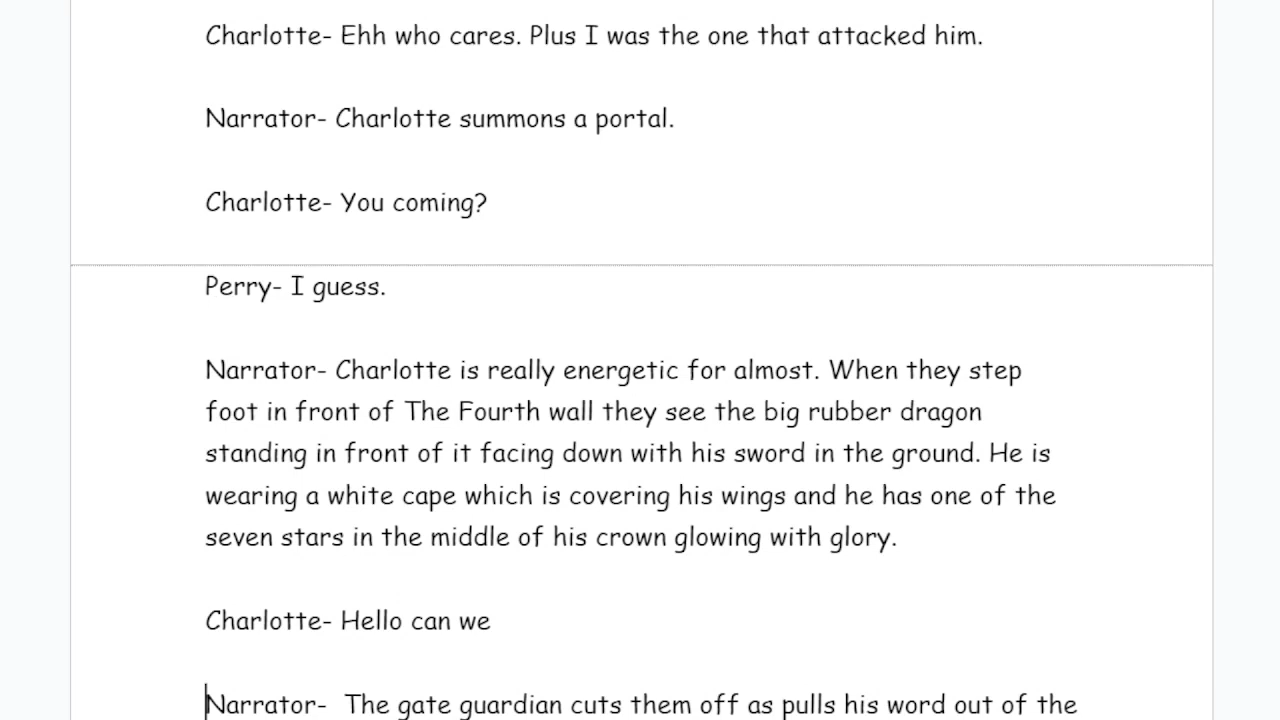 Charlotte- Ehh who cares. Plus I was the one that attacked him.
Narrator- Charlotte summons a portal.
Charlotte- You coming?
Perry- I guess.
Narrator- Charlotte is really energetic for almost. When they step
foot in front of The Fourth wall they see the big rubber dragon
standing in front of it facing down with his sword in the ground. He is
wearing a white cape which is covering his wings and he has one of the
seven stars in the middle of his crown glowing with glory.
Charlotte- Hello can we
Narrator-  The gate guardian cuts them off as pulls his word out of the